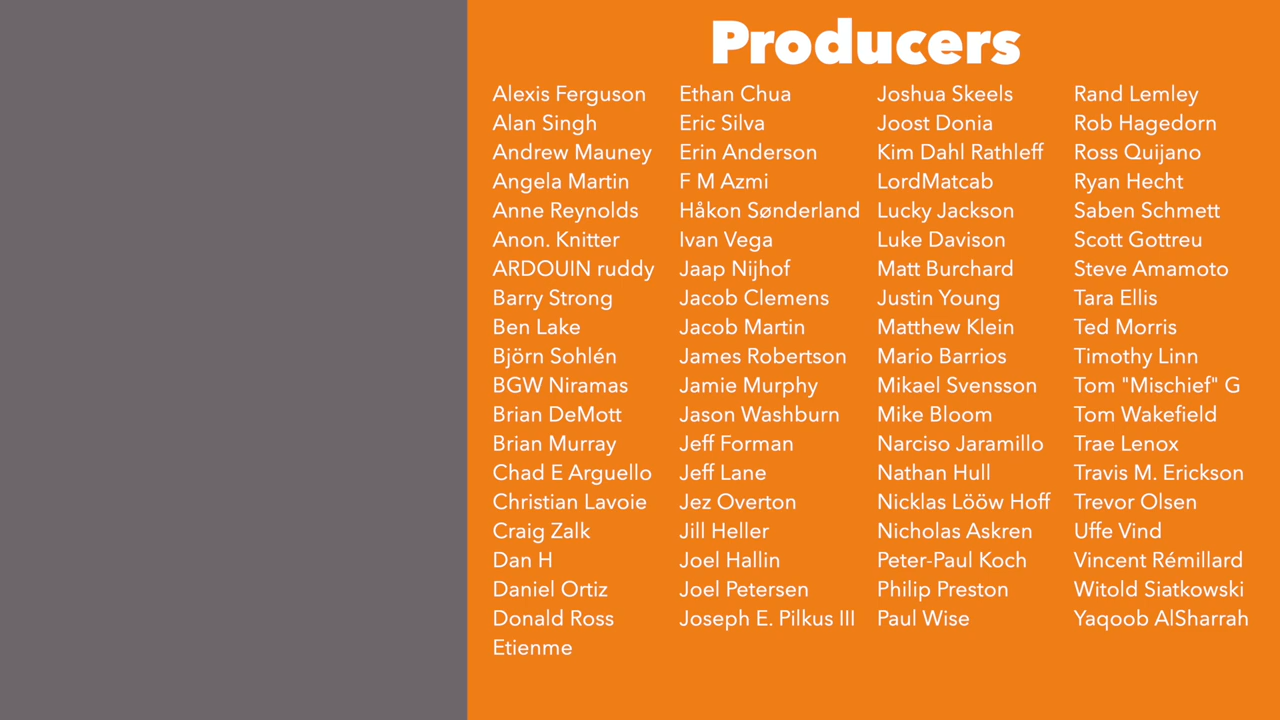 Producers
Alexis Ferguson
Alan Singh
Andrew Mauney
Angela Martin
Anne Reynolds
Anon. Knitter
ARDOUIN ruddy
Barry Strong
Ben Lake
Björn Sohlén
BGW Niramas
Brian DeMott
Brian Murray
Chad E Arguello
Christian Lavoie
Craig Zalk
Dan H
Daniel Ortiz
Donald Ross
Etienme
Ethan Chua
Eric Silva
Erin Anderson
F M Azmi
Håkon Sønderland
Ivan Vega
Jaap Nijhof
Jacob Clemens
Jacob Martin
James Robertson
Jamie Murphy
Jason Washburn
Jeff Forman
Jeff Lane
Jez Overton
Jill Heller
Joel Hallin
Joel Petersen
Joseph E. Pilkus III
Joshua Skeels
Joost Donia
Kim Dahl Rathleff
LordMatcab
Lucky Jackson
Luke Davison
Matt Burchard
Justin Young
Matthew Klein
Mario Barrios
Mikael Svensson
Mike Bloom
Narciso Jaramillo
Nathan Hull
Nicklas Lööw Hoff
Nicholas Askren
Peter-Paul Koch
Philip Preston
Paul Wise
Rand Lemley
Rob Hagedorn
Ross Quijano
Ryan Hecht
Saben Schmett
Scott Gottreu
Steve Amamoto
Tara Ellis
Ted Morris
Timothy Linn
Tom "Mischief" G
Tom Wakefield
Trae Lenox
Travis M. Erickson
Trevor Olsen
Uffe Vind
Vincent Rémillard
Witold Siatkowski
Yaqoob AlSharrah